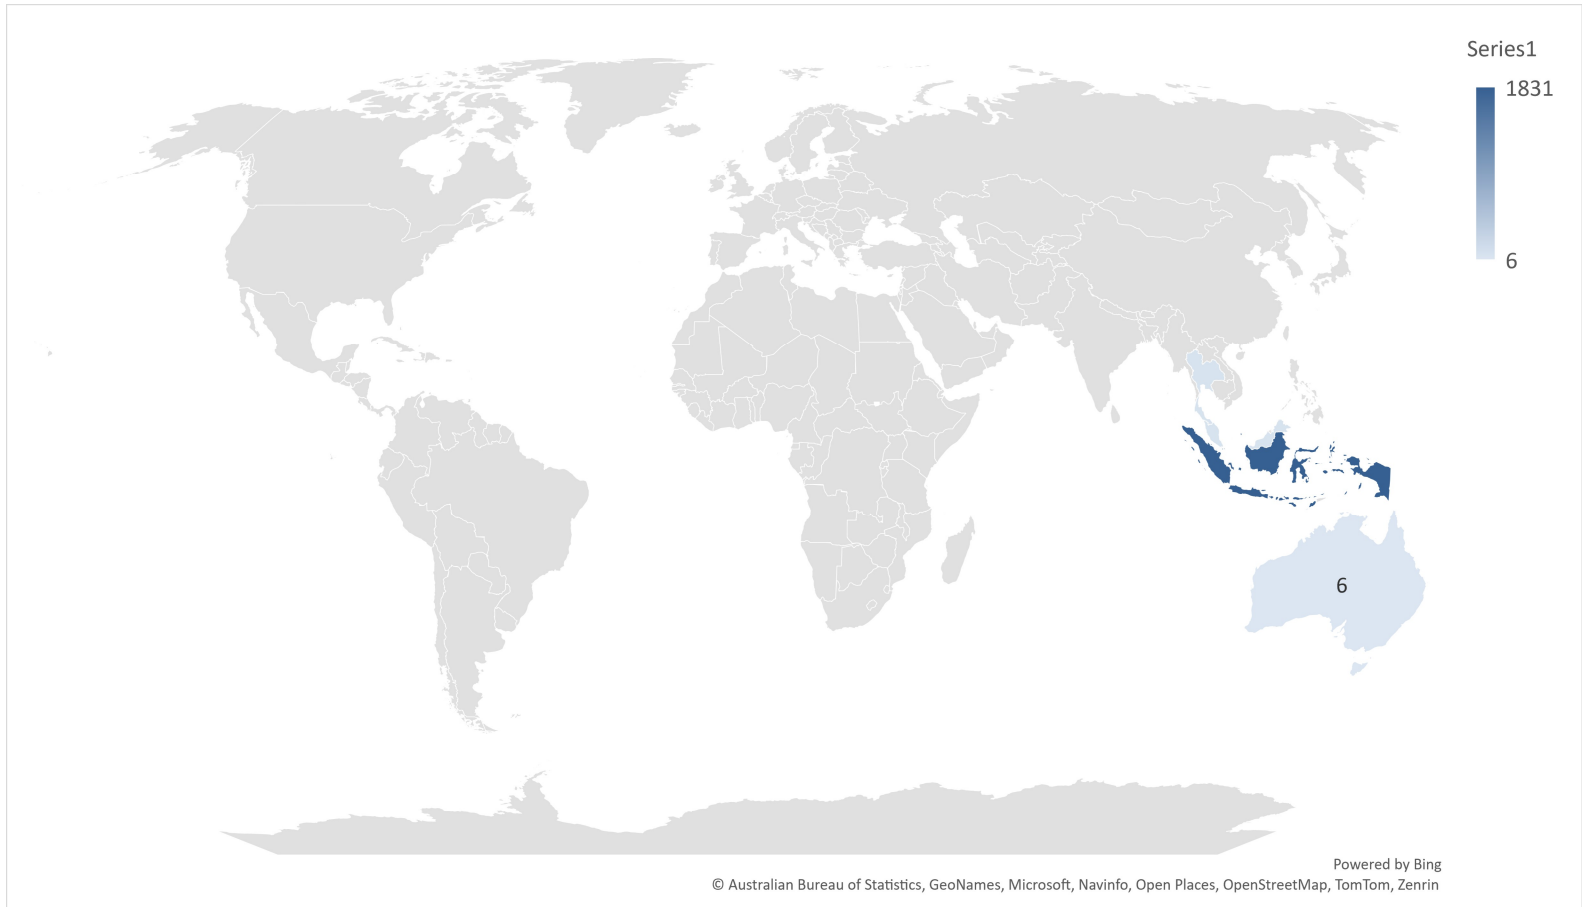 Series1
1831
6
6
Powered by Bing
© Australian Bureau of Statistics, GeoNames, Microsoft, Navinfo, Open Places, OpenStreetMap, TomTom, Zenrin